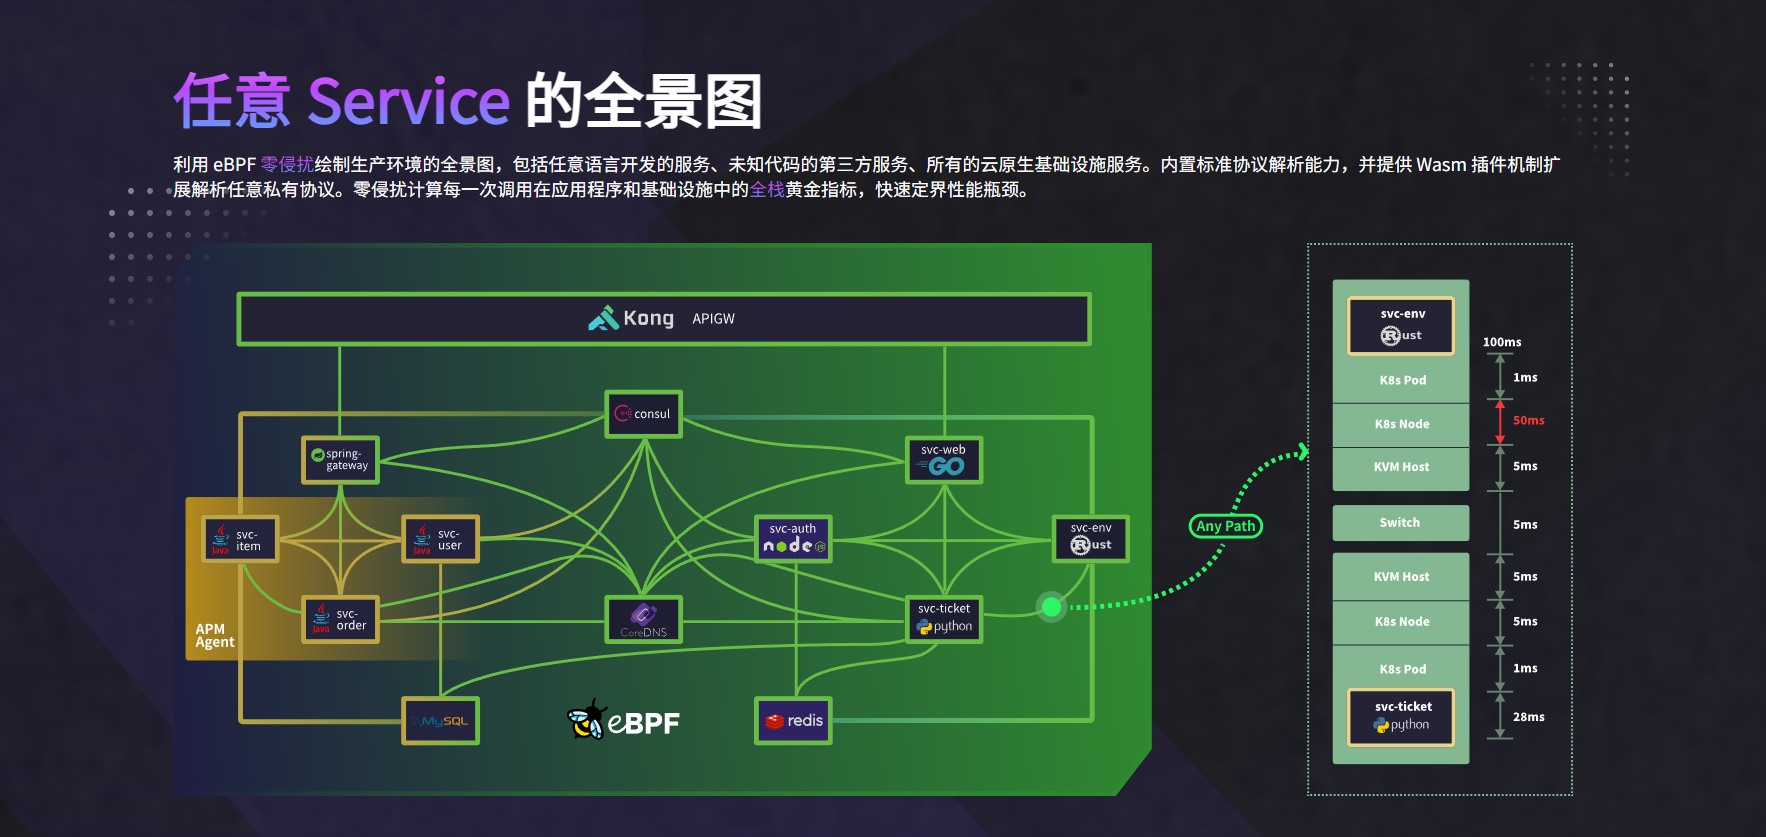 任意 Service 的全景图
利用 eBPF 零侵扰绘制生产环境的全景图，包括任意语言开发的服务、未知代码的第三方服务、所有的云原生基础设施服务。内置标准协议解析能力，并提供 Wasm 插件机制扩
展解析任意私有协议。零侵扰计算每一次调用在应用程序和基础设施中的全栈黄金指标，快速定界性能瓶颈。
Kong APIGW
consul
spring-
gateway
svc-web
GO
svc-
item
Java
svc-
user
Java
svc-auth
node
JS
svc-env
Rust
svc-
order
Java
CoreDNS
svc-ticket
python
APM
Agent
MySQL
eBPF
redis
Any Path
svc-env
Rust
100ms
K8s Pod
1ms
K8s Node
50ms
KVM Host
5ms
Switch
5ms
KVM Host
5ms
K8s Node
5ms
K8s Pod
1ms
svc-ticket
python
28ms